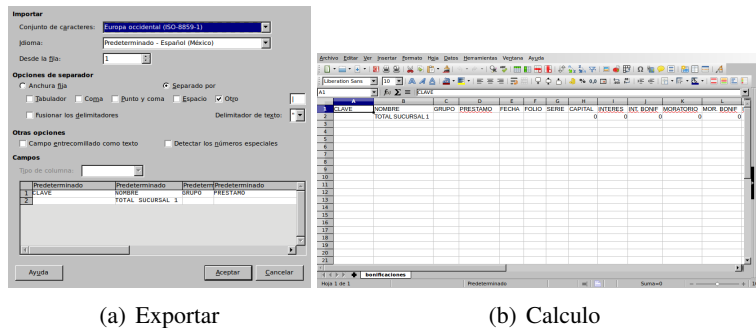 Importar
Conjunto de caracteres: Europa occidental (ISO-8859-1)
Idioma: Predeterminado - Español (México)
Desde la fila: 1
Opciones de separador
Anchura fija Separado por
Tabulador Coma Punto y coma Espacio Otro |
Fusionar los delimitadores Delimitador de texto: "
Otras opciones
Campo entrecomillado como texto Detectar los números especiales
Campos
Tipo de columna:
Predeterminado Predeterminado Predeterm Predeterminado
1 CLAVE NOMBRE GRUPO PRESTAMO
2 TOTAL SUCURSAL 1
Ayuda Aceptar Cancelar
(a) Exportar
Archivo Editar Ver Insertar Formato Hoja Datos Herramientas Ventana Ayuda
Liberation Sans 10
A1 CLAVE
A B C D E F G H I J K L
1 CLAVE NOMBRE GRUPO PRESTAMO FECHA FOLIO SERIE CAPITAL INTERES INT. BONIF MORATORIO MOR. BONIF
2 TOTAL SUCURSAL 1 0 0 0 0 0
3
4
5
6
7
8
9
10
11
12
13
14
15
16
17
18
19
20
21
bonificaciones
Hoja 1 de 1 Predeterminado Suma=0
(b) Calculo